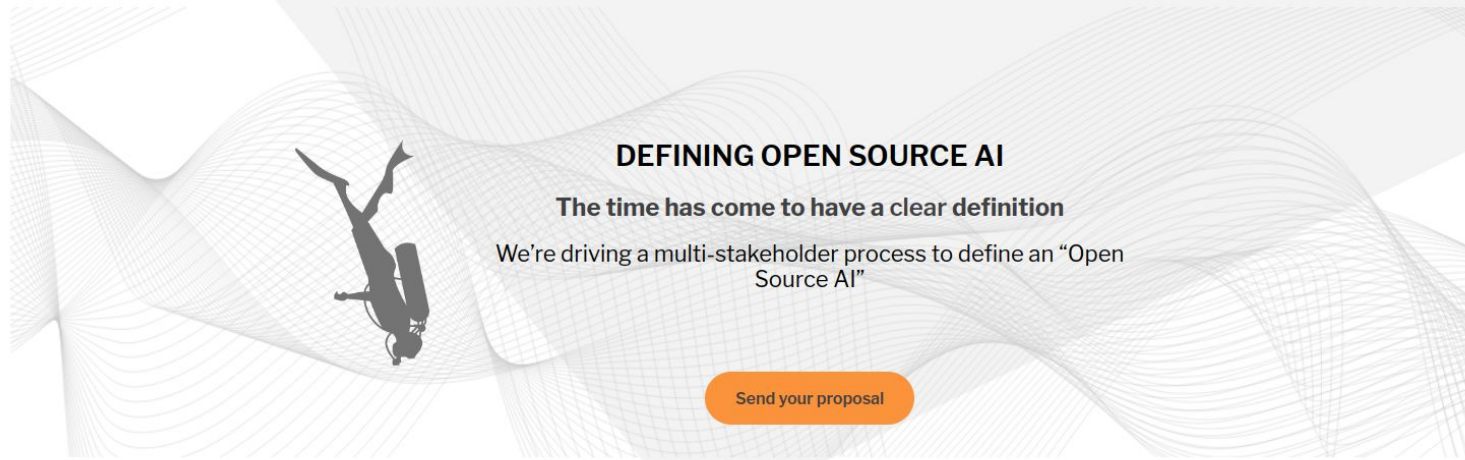 DEFINING OPEN SOURCE AI
The time has come to have a clear definition
We’re driving a multi-stakeholder process to define an “Open
Source AI”
Send your proposal